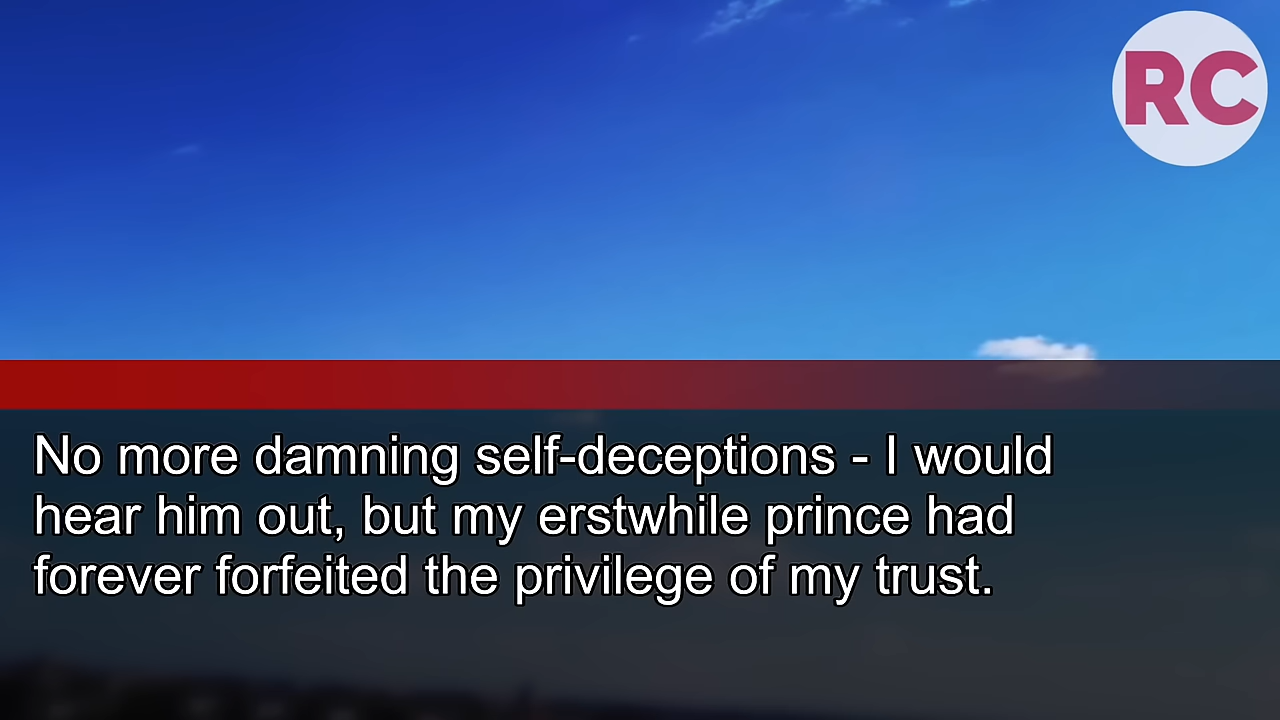 RC
No more damning self-deceptions - I would
hear him out, but my erstwhile prince had
forever forfeited the privilege of my trust.